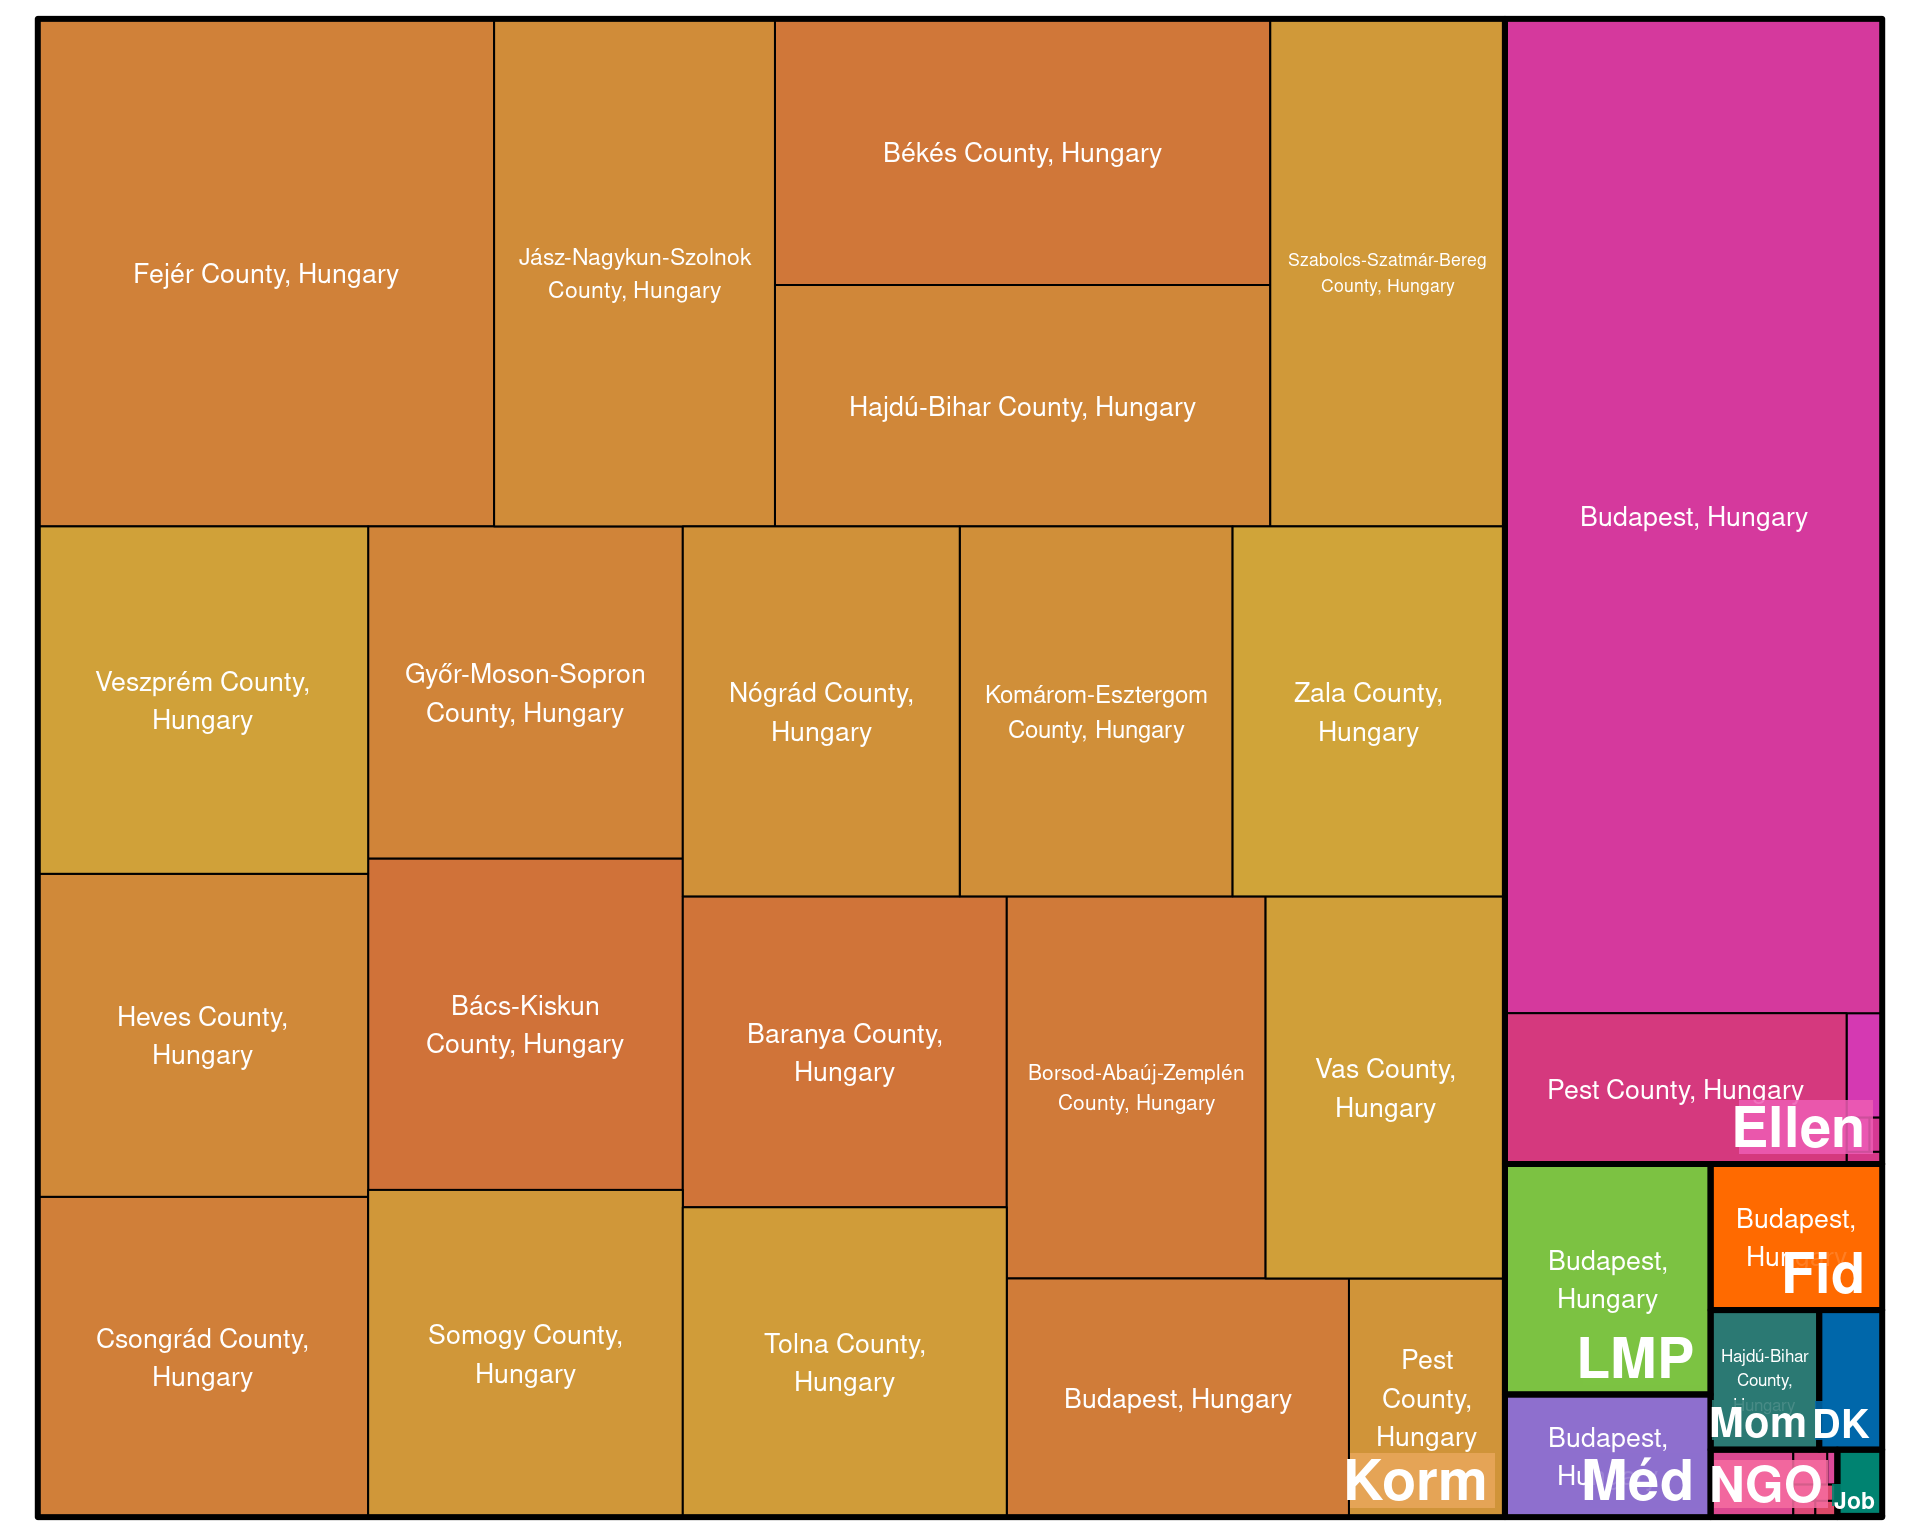 Fejér County, Hungary
Jász-Nagykun-Szolnok
County, Hungary
Békés County, Hungary
Hajdú-Bihar County, Hungary
Szabolcs-Szatmár-Bereg
County, Hungary
Veszprém County,
Hungary
Győr-Moson-Sopron
County, Hungary
Nógrád County,
Hungary
Komárom-Esztergom
County, Hungary
Zala County,
Hungary
Heves County,
Hungary
Bács-Kiskun
County, Hungary
Baranya County,
Hungary
Borsod-Abaúj-Zemplén
County, Hungary
Vas County,
Hungary
Csongrád County,
Hungary
Somogy County,
Hungary
Tolna County,
Hungary
Budapest, Hungary
Pest
County,
Hungary
Korm
Budapest, Hungary
Pest County, Hungary
Ellen
Budapest,
Hungary
LMP
Budapest,
Hungary
Fid
Hajdú-Bihar
County,
Hungary
Mom
DK
Budapest,
Méd
NGO
Job